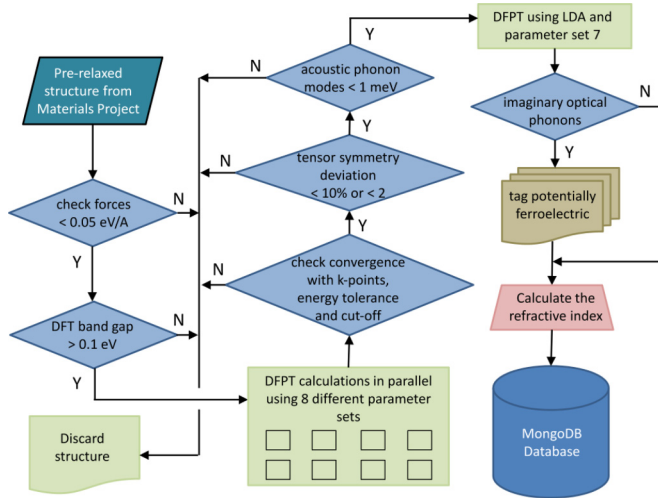 Pre-relaxed
structure from
Materials Project
check forces
< 0.05 eV/A
N
Y
DFT band gap
> 0.1 eV
N
Y
Discard
structure
DFPT calculations in parallel
using 8 different parameter
sets
check convergence
with k-points,
energy tolerance
and cut-off
N
Y
tensor symmetry
deviation
< 10% or < 2
N
Y
acoustic phonon
modes < 1 meV
N
Y
DFPT using LDA and
parameter set 7
imaginary optical
phonons
N
Y
tag potentially
ferroelectric
Calculate the
refractive index
MongoDB
Database
Y